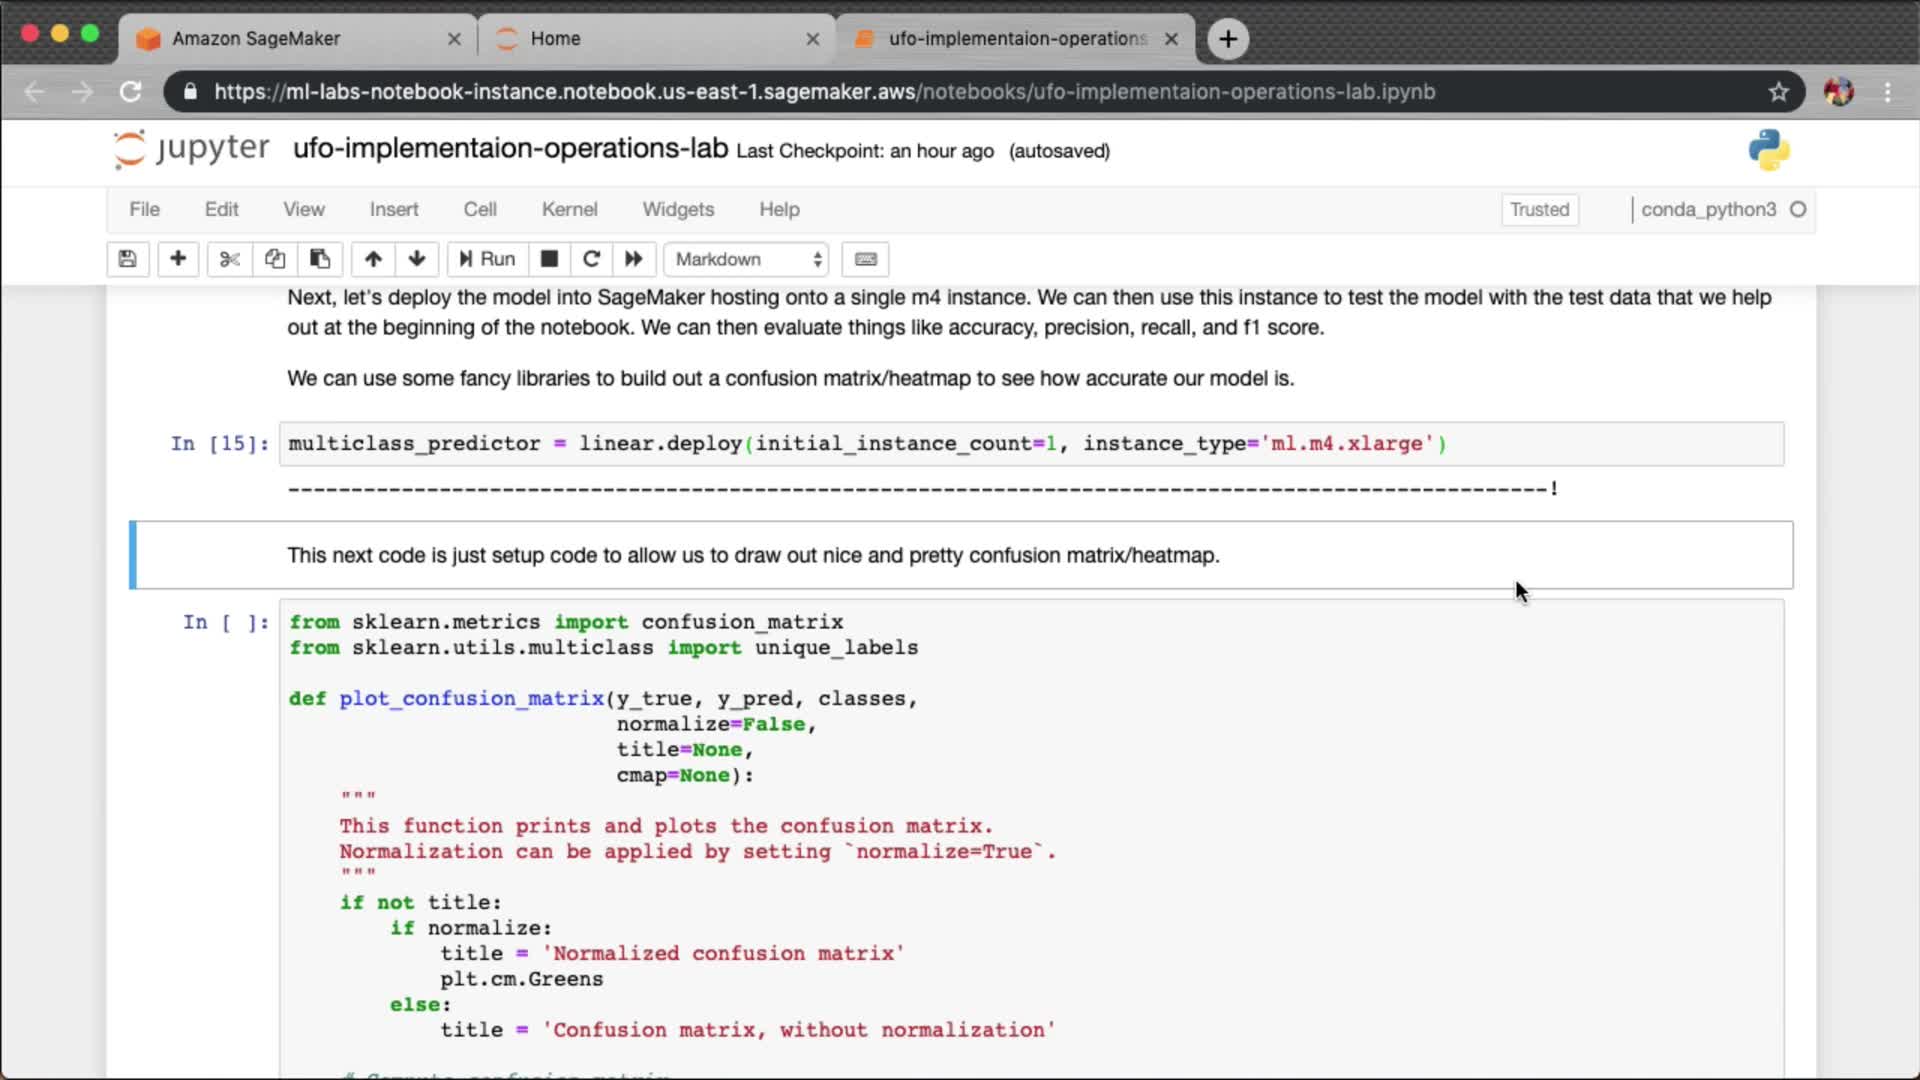 Amazon SageMaker
Home
ufo-implementaion-operations
https://ml-labs-notebook-instance.notebook.us-east-1.sagemaker.aws/notebooks/ufo-implementaion-operations-lab.ipynb
jupyter ufo-implementaion-operations-lab Last Checkpoint: an hour ago (autosaved)
File Edit View Insert Cell Kernel Widgets Help Trusted conda_python3
Run Markdown
Next, let's deploy the model into SageMaker hosting onto a single m4 instance. We can then use this instance to test the model with the test data that we help
out at the beginning of the notebook. We can then evaluate things like accuracy, precision, recall, and f1 score.
We can use some fancy libraries to build out a confusion matrix/heatmap to see how accurate our model is.
In [15]: multiclass_predictor = linear.deploy(initial_instance_count=1, instance_type='ml.m4.xlarge')
----------------------------------------------------------------------------------------------------!
This next code is just setup code to allow us to draw out nice and pretty confusion matrix/heatmap.
In [ ]: from sklearn.metrics import confusion_matrix
from sklearn.utils.multiclass import unique_labels
def plot_confusion_matrix(y_true, y_pred, classes,
normalize=False,
title=None,
cmap=None):
"""
This function prints and plots the confusion matrix.
Normalization can be applied by setting `normalize=True`.
"""
if not title:
if normalize:
title = 'Normalized confusion matrix'
plt.cm.Greens
else:
title = 'Confusion matrix, without normalization'
# Compute confusion matrix